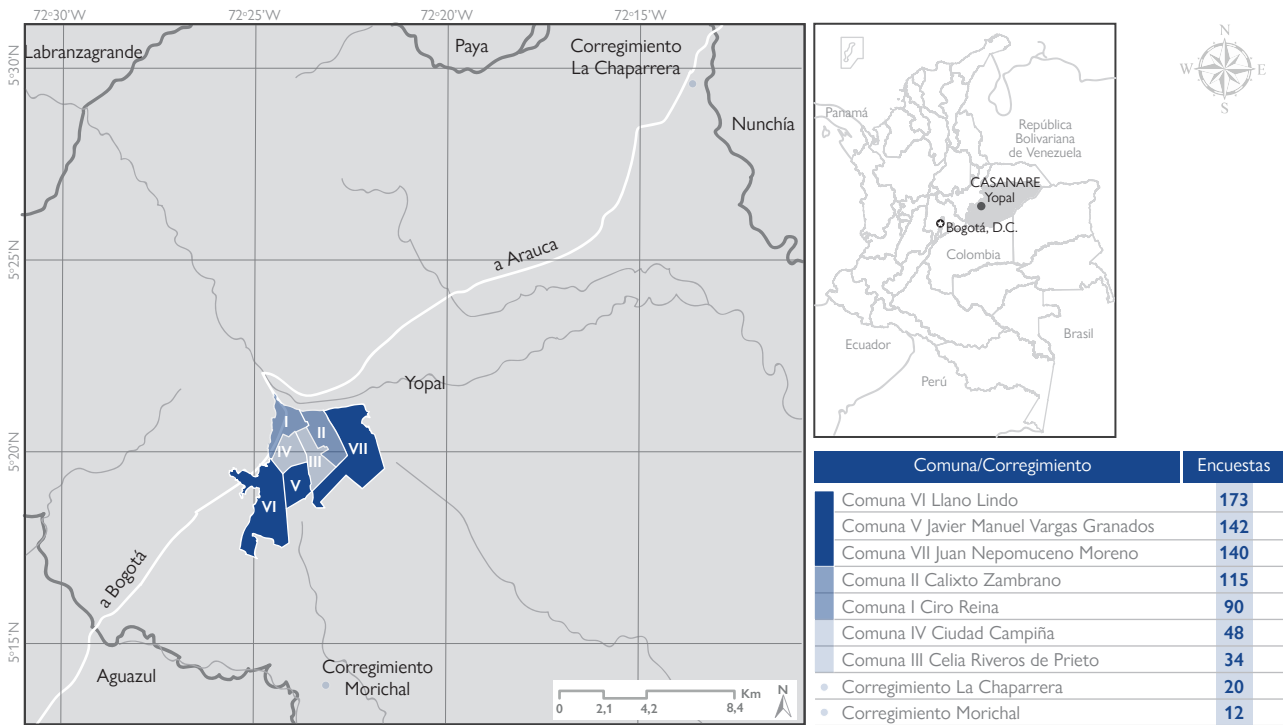 72°30'W 72°25'W 72°20'W 72°15'W
5°30'N
5°25'N
5°20'N
5°15'N
Labranzagrande
Paya
Corregimiento
La Chaparrera
Nunchía
a Arauca
Yopal
I
II
VII
IV
III
V
VI
a Bogotá
Aguazul
Corregimiento
Morichal
Km
0 2,1 4,2 8,4
N
Panamá
República
Bolivariana
de Venezuela
CASANARE
Yopal
Bogotá, D.C.
Colombia
Ecuador
Brasil
Perú
N
W E
S
Comuna/Corregimiento Encuestas
Comuna VI Llano Lindo 173
Comuna V Javier Manuel Vargas Granados 142
Comuna VII Juan Nepomuceno Moreno 140
Comuna II Calixto Zambrano 115
Comuna I Ciro Reina 90
Comuna IV Ciudad Campiña 48
Comuna III Celia Riveros de Prieto 34
Corregimiento La Chaparrera 20
Corregimiento Morichal 12